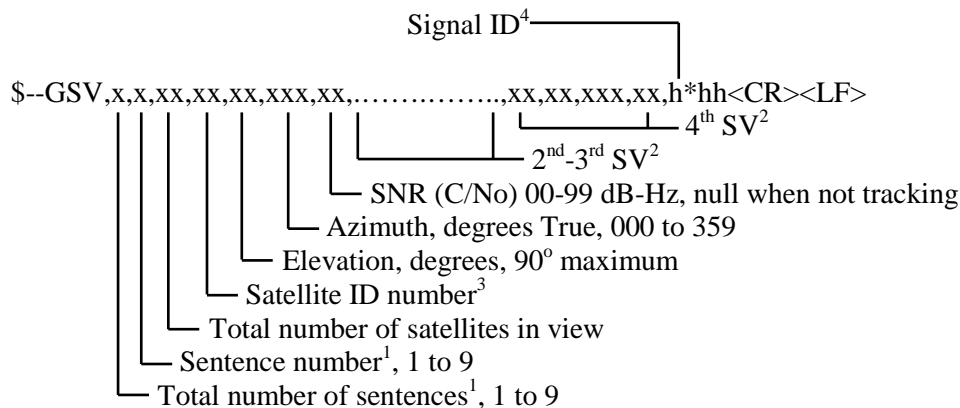 Signal ID4
$--GSV,x,x,xx,xx,xx,xxx,xx,……..……..,xx,xx,xxx,xx,h*hh<CR><LF>
4th SV2
2nd-3rd SV2
SNR (C/No) 00-99 dB-Hz, null when not tracking
Azimuth, degrees True, 000 to 359
Elevation, degrees, 90o maximum
Satellite ID number3
Total number of satellites in view
Sentence number1, 1 to 9
Total number of sentences1, 1 to 9